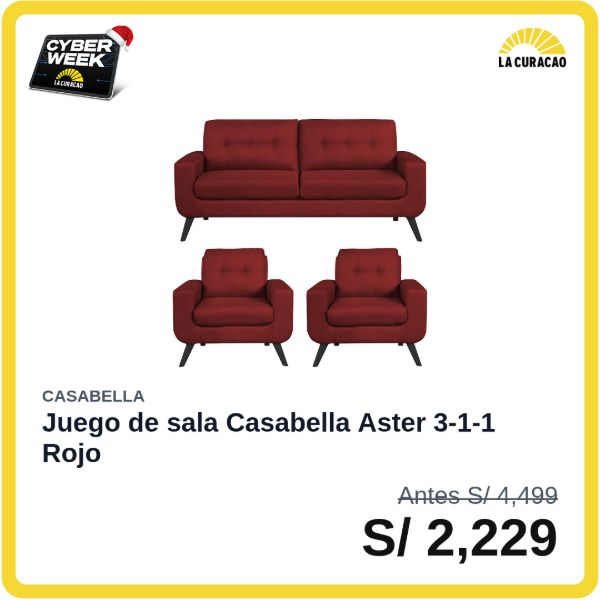 CYBER
WEEK
LA CURACAO
LA CURACAO
CASABELLA
Juego de sala Casabella Aster 3-1-1
Rojo
Antes S/ 4,499
S/ 2,229